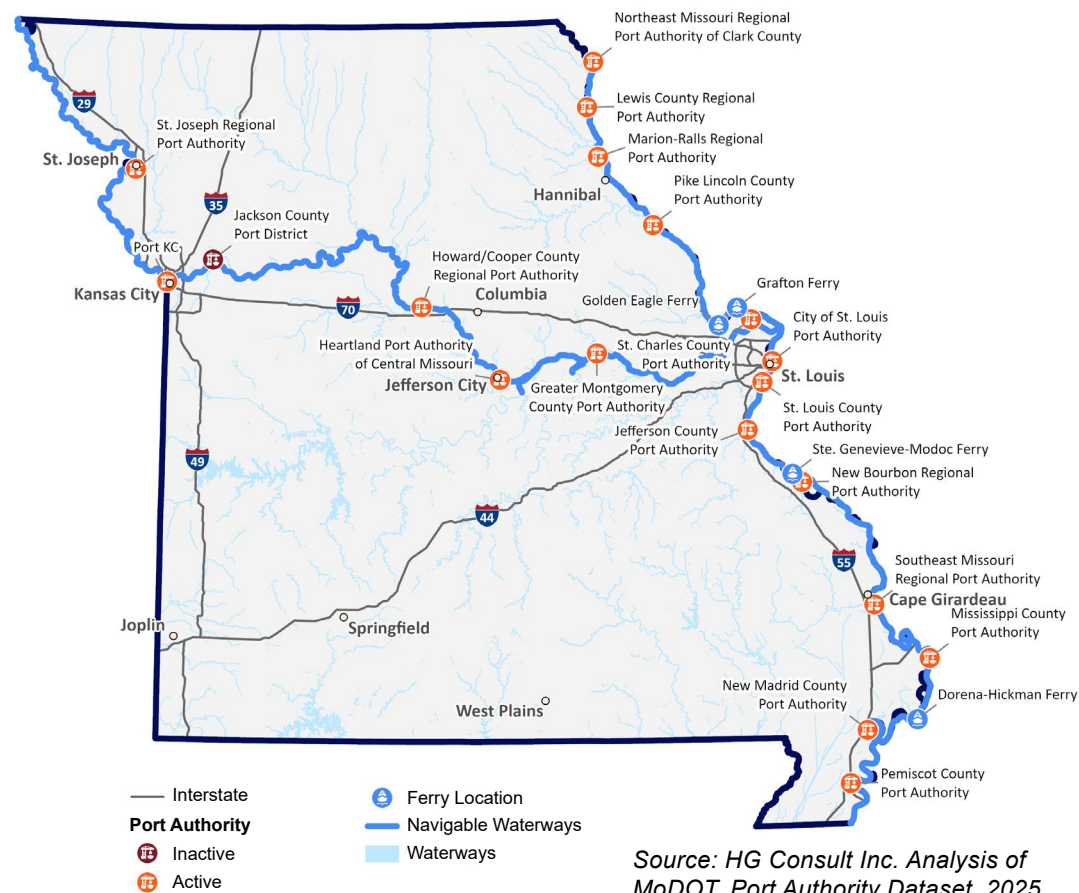 Northeast Missouri Regional
Port Authority of Clark County
29
Lewis County Regional
Port Authority
St. Joseph Regional
Port Authority
Marion-Ralls Regional
Port Authority
St. Joseph
Pike Lincoln County
Port Authority
Hannibal
35
Jackson County
Port District
Port KC
Howard/Cooper County
Regional Port Authority
Grafton Ferry
Kansas City
Columbia
Golden Eagle Ferry
70
City of St. Louis
Port Authority
Heartland Port Authority
of Central Missouri
St. Charles County
Port Authority
Jefferson City
St. Louis
Greater Montgomery
County Port Authority
St. Louis County
Port Authority
Jefferson County
Port Authority
Ste. Genevieve-Modoc Ferry
49
New Bourbon Regional
Port Authority
44
55
Southeast Missouri
Regional Port Authority
Cape Girardeau
Mississippi County
Port Authority
Joplin
Springfield
New Madrid County
Port Authority
Dorena-Hickman Ferry
West Plains
Pemiscot County
Port Authority
Interstate
Port Authority
Inactive
Active
Ferry Location
Navigable Waterways
Waterways
Source: HG Consult Inc. Analysis of
MoDOT, Port Authority Dataset, 2025